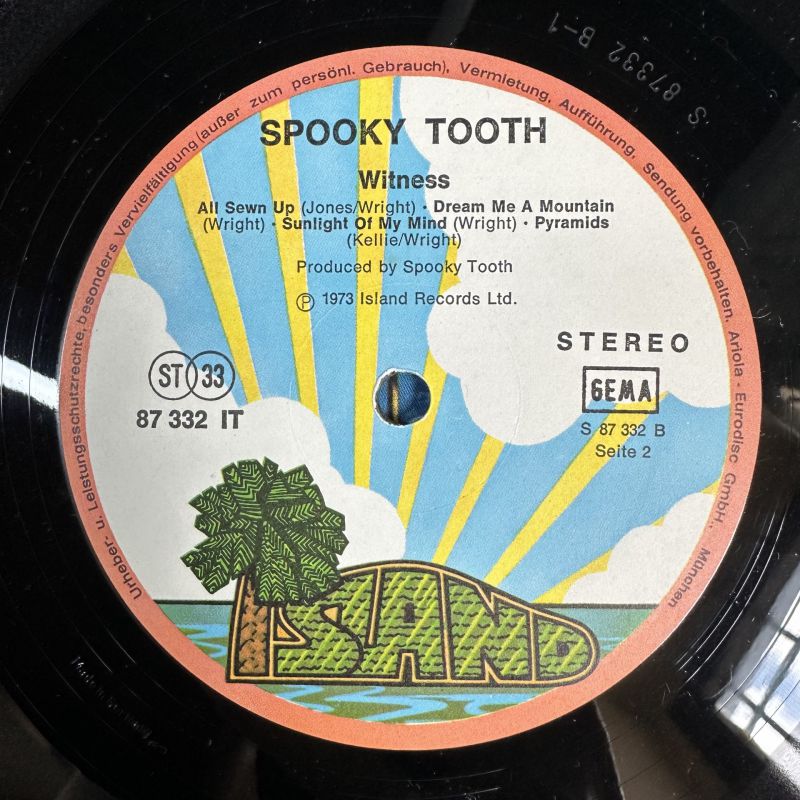 SPOOKY TOOTH
Witness
All Sewn Up (Jones/Wright) · Dream Me A Mountain
(Wright) · Sunlight Of My Mind (Wright) · Pyramids
(Kellie/Wright)
Produced by Spooky Tooth
Ⓟ 1973 Island Records Ltd.
STEREO
ST 33
GEMA
87 332 IT
S 87 332 B
Seite 2
ISLAND
Urheber- u. Leistungsschutzrechte, besonders Vervielfältigung (außer zum persönl. Gebrauch), Vermietung, Aufführung, Sendung vorbehalten. Ariola - Eurodisc GmbH., München
S 87332 B-1